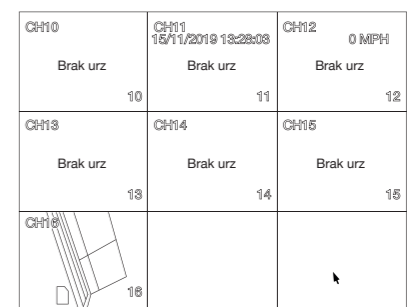 CH10
CH11
CH12
15/11/2019 13:28:03
0 MPH
Brak urz
Brak urz
Brak urz
10
11
12
CH13
CH14
CH15
Brak urz
Brak urz
Brak urz
13
14
15
CH16
16